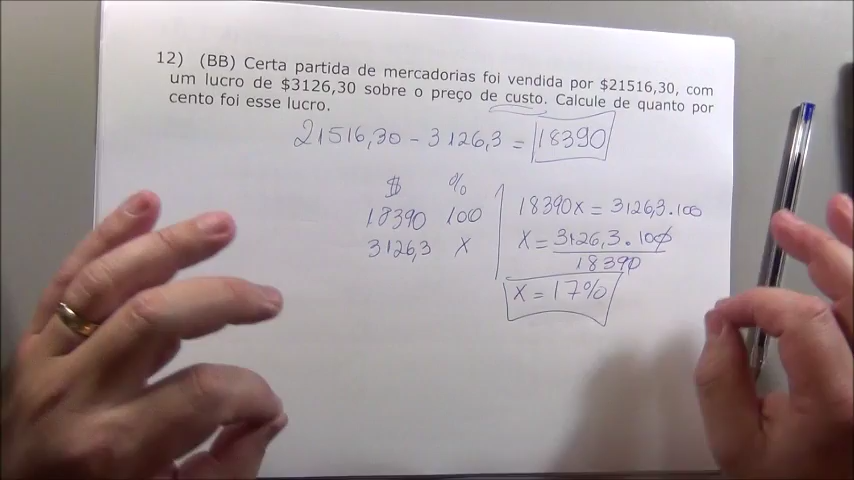 12) (BB) Certa partida de mercadorias foi vendida por $21516,30, com
um lucro de $3126,30 sobre o preço de custo. Calcule de quanto por
cento foi esse lucro.
21516,30 - 3126,3 = 18390
$ %
18390 100
3126,3 X
18390X = 3126,3.100
X = 3126,3.100
18390
X = 17%